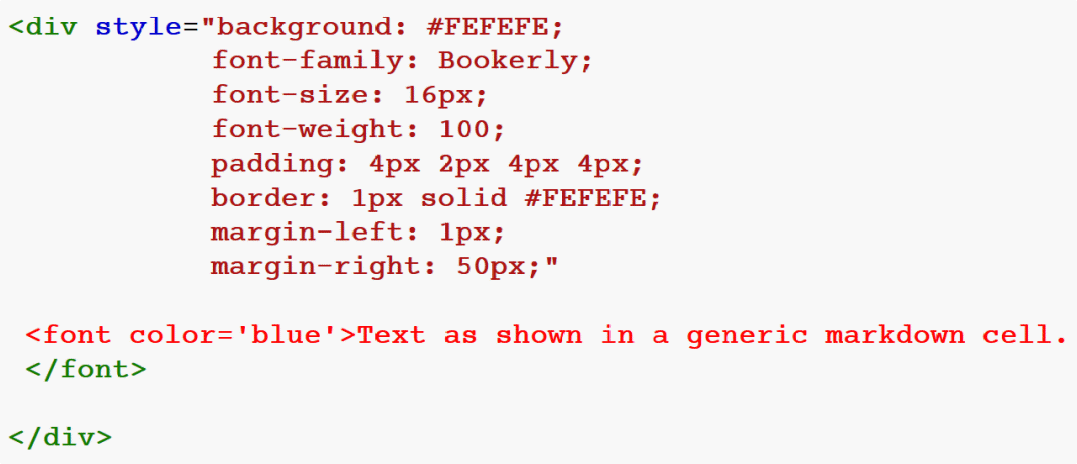 <div style="background: #FEFEFE;
font-family: Bookerly;
font-size: 16px;
font-weight: 100;
padding: 4px 2px 4px 4px;
border: 1px solid #FEFEFE;
margin-left: 1px;
margin-right: 50px;"
<font color='blue'>Text as shown in a generic markdown cell.
</font>
</div>